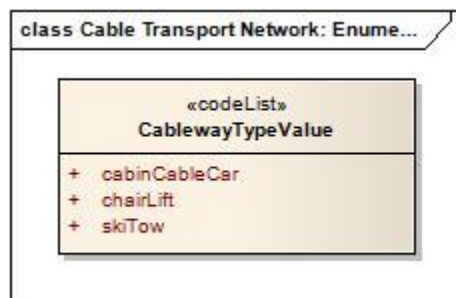 class Cable Transport Network: Enume...
«codeList»
CablewayTypeValue
+ cabinCableCar
+ chairLift
+ skiTow